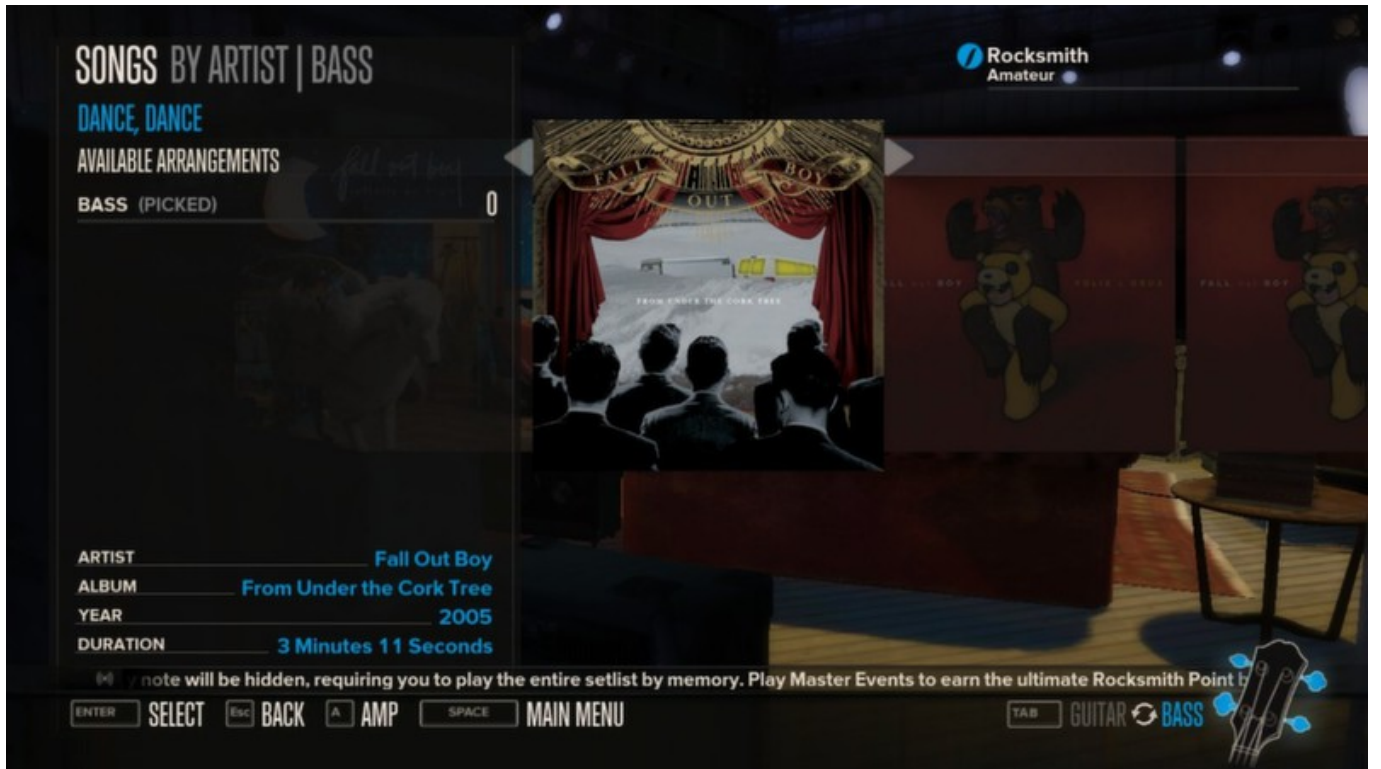 SONGS BY ARTIST | BASS
Rocksmith
Amateur
DANCE, DANCE
AVAILABLE ARRANGEMENTS
BASS (PICKED) 0
FALL OUT BOY
FROM UNDER THE CORK TREE
FALL OUT BOY
ARTIST Fall Out Boy
ALBUM From Under the Cork Tree
YEAR 2005
DURATION 3 Minutes 11 Seconds
y note will be hidden, requiring you to play the entire setlist by memory. Play Master Events to earn the ultimate Rocksmith Point b
ENTER SELECT Esc BACK A AMP SPACE MAIN MENU TAB GUITAR BASS